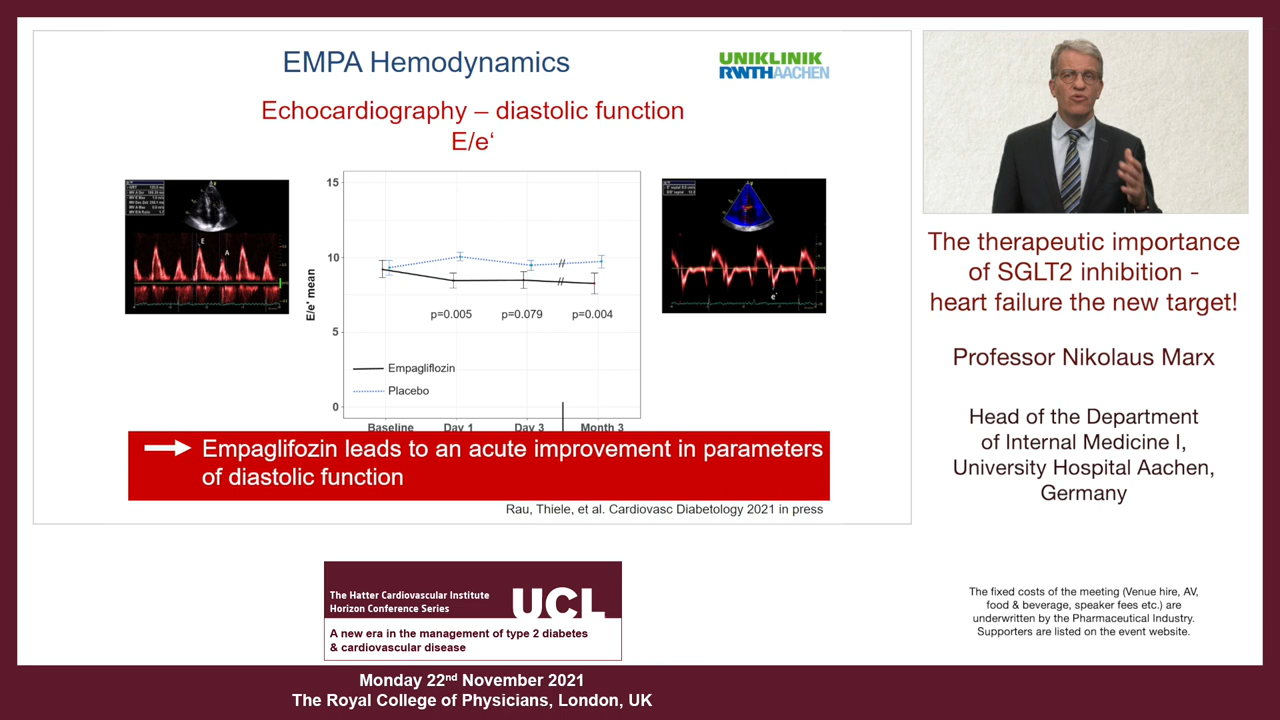 EMPA Hemodynamics
UNIKLINIK
RWTHAACHEN
Echocardiography – diastolic function
E/e‘
15
10
5
0
E/e' mean
E
A
e'
//
//
p=0.005
p=0.079
p=0.004
Empagliflozin
Placebo
Baseline
Day 1
Day 3
Month 3
Empaglifozin leads to an acute improvement in parameters
of diastolic function
Rau, Thiele, et al. Cardiovasc Diabetology 2021 in press
The therapeutic importance
of SGLT2 inhibition -
heart failure the new target!
Professor Nikolaus Marx
Head of the Department
of Internal Medicine I,
University Hospital Aachen,
Germany
The fixed costs of the meeting (Venue hire, AV,
food & beverage, speaker fees etc.) are
underwritten by the Pharmaceutical Industry.
Supporters are listed on the event website.
The Hatter Cardiovascular Institute
Horizon Conference Series
UCL
A new era in the management of type 2 diabetes
& cardiovascular disease
Monday 22nd November 2021
The Royal College of Physicians, London, UK